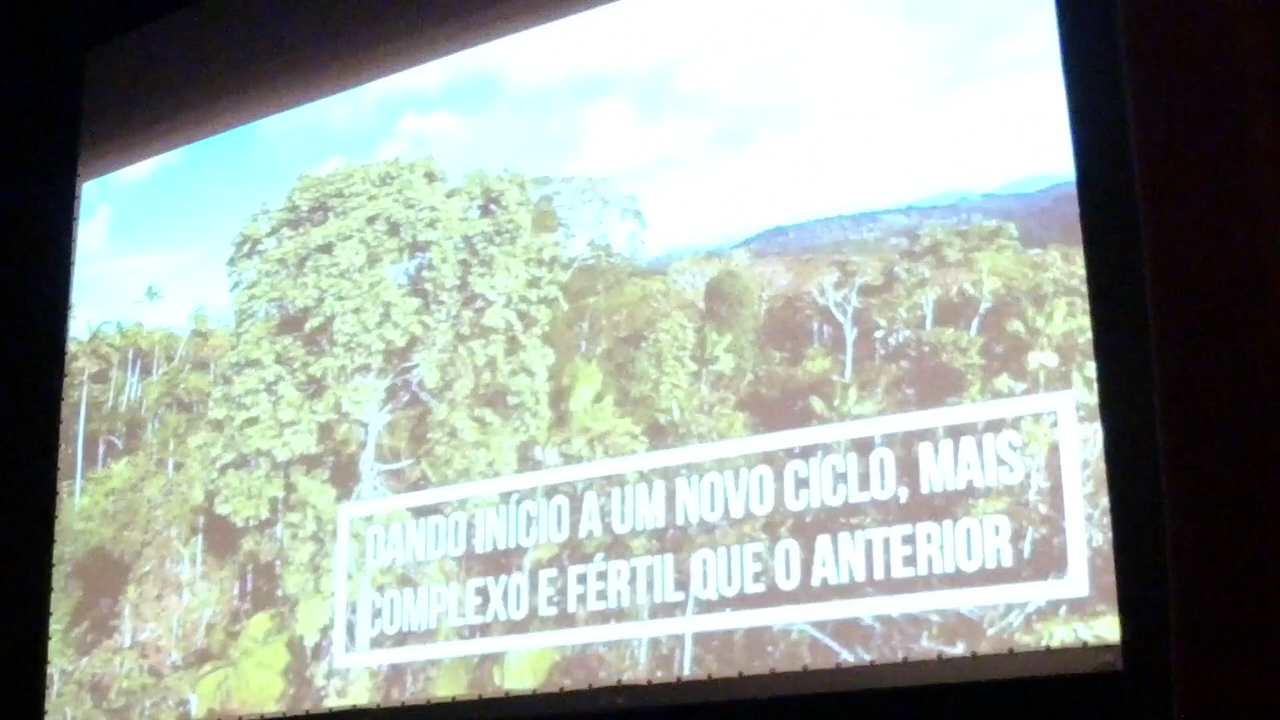 DANDO INÍCIO A UM NOVO CICLO, MAIS
COMPLEXO E FÉRTIL QUE O ANTERIOR